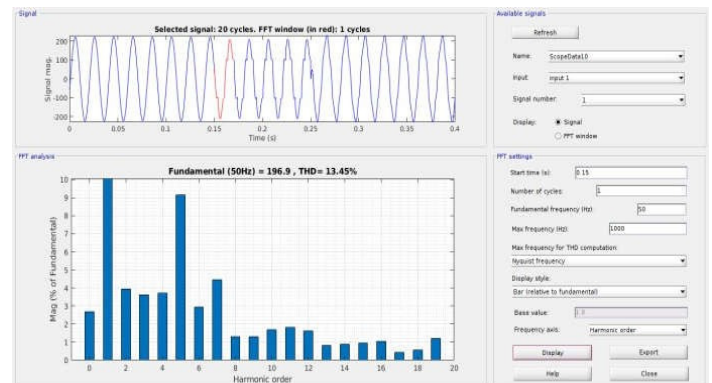 Signal
Selected signal: 20 cycles. FFT window (in red): 1 cycles
Signal mag.
200
100
0
-100
-200
0 0.05 0.1 0.15 0.2 0.25 0.3 0.35 0.4
Time (s)
FFT analysis
Fundamental (50Hz) = 196.9 , THD= 13.45%
Mag (% of Fundamental)
10
9
8
7
6
5
4
3
2
1
0
0 2 4 6 8 10 12 14 16 18 20
Harmonic order
Available signals
Refresh
Name: ScopeData10
Input: input 1
Signal number: 1
Display: Signal
FFT window
FFT settings
Start time (s): 0.15
Number of cycles: 1
Fundamental frequency (Hz): 50
Max frequency (Hz): 1000
Max frequency for THD computation:
Nyquist frequency
Display style:
Bar (relative to fundamental)
Base value: 1.0
Frequency axis: Harmonic order
Display Export
Help Close